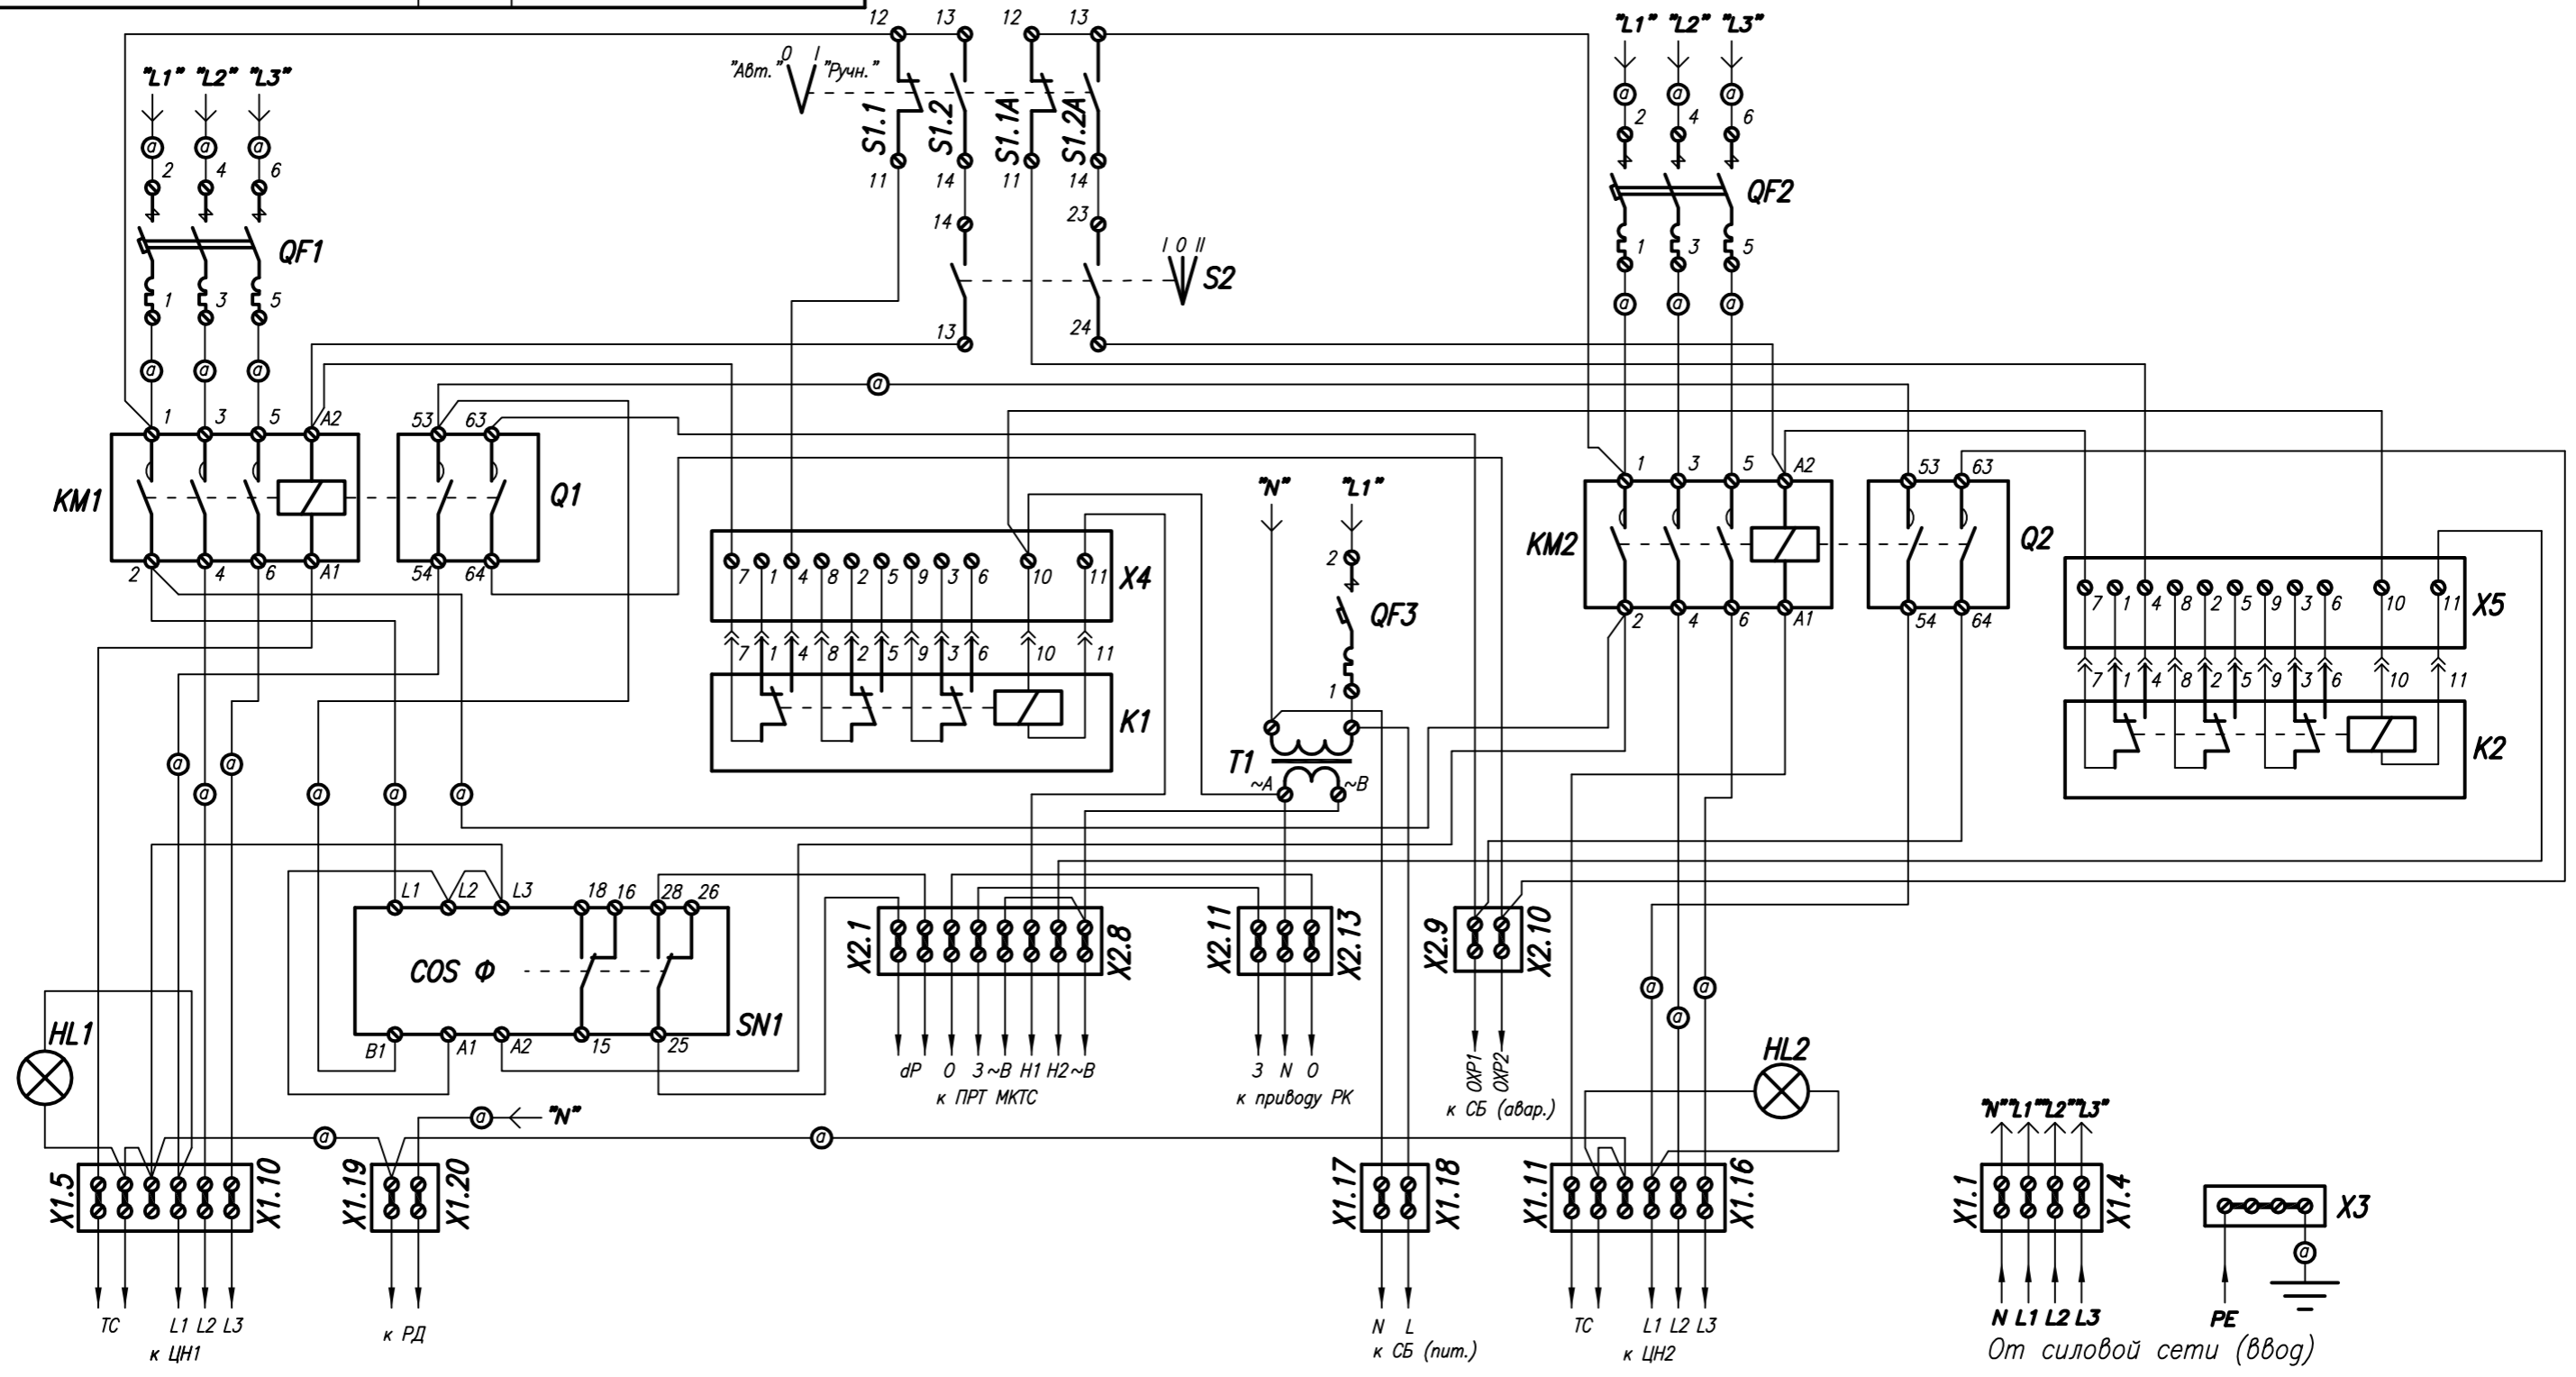 12 13 12 13
"L1" "L2" "L3"
"Авт." 0 I "Ручн."
"L1" "L2" "L3"
a a a
a a a
2 4 6
2 4 6
S1.1 S1.2 S1.1A S1.2A
11 14 11 14
QF2
14 23
QF1
I 0 II
S2
1 3 5
1 3 5
a a a
13 24
a a a
a
1 3 5 A2
53 63
1 3 5 A2
53 63
KM1
Q1
"N" "L1"
KM2
Q2
2 4 6 A1
54 64
7 1 4 8 2 5 9 3 6 10 11
X4
2
QF3
7 1 4 8 2 5 9 3 6 10 11
X5
2 4 6 A1
54 64
7 1 4 8 2 5 9 3 6 10 11
7 1 4 8 2 5 9 3 6 10 11
1
K1
K2
T1
~A ~B
a a
a a a a
L1 L2 L3 18 16 28 26
X2.1 X2.8
X2.11 X2.13
X2.9 X2.10
COS Ф
SN1
a a
a
HL1
B1 A1 A2 15 25
HL2
dP 0 З ~B H1 H2 ~B
к ПРТ МКТС
З N 0
к приводу РК
ОХР1 ОХР2
к СБ (авар.)
a "N"
a a
"N" "L1" "L2" "L3"
X1.5 X1.10
X1.19 X1.20
X1.17 X1.18
X1.11 X1.16
X1.1 X1.4
X3
a
ТС L1 L2 L3
к ЦН1
к РД
N L
к СБ (пит.)
ТС L1 L2 L3
к ЦН2
N L1 L2 L3
PE
От силовой сети (ввод)